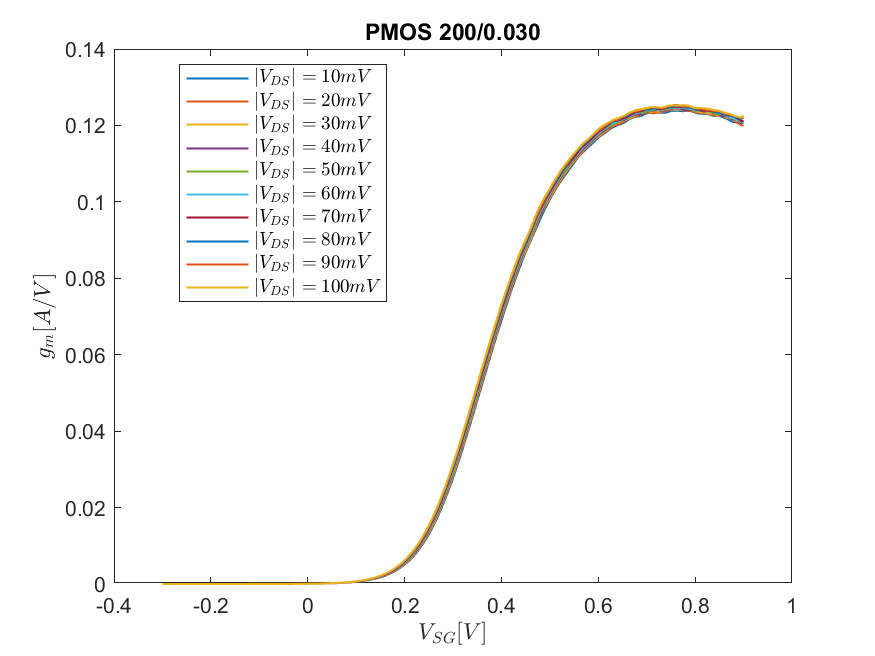 PMOS 200/0.030
0.14
0.12
0.1
0.08
0.06
0.04
0.02
0
g_m[A/V]
|V_DS| = 10mV
|V_DS| = 20mV
|V_DS| = 30mV
|V_DS| = 40mV
|V_DS| = 50mV
|V_DS| = 60mV
|V_DS| = 70mV
|V_DS| = 80mV
|V_DS| = 90mV
|V_DS| = 100mV
-0.4 -0.2 0 0.2 0.4 0.6 0.8 1
V_SG[V]